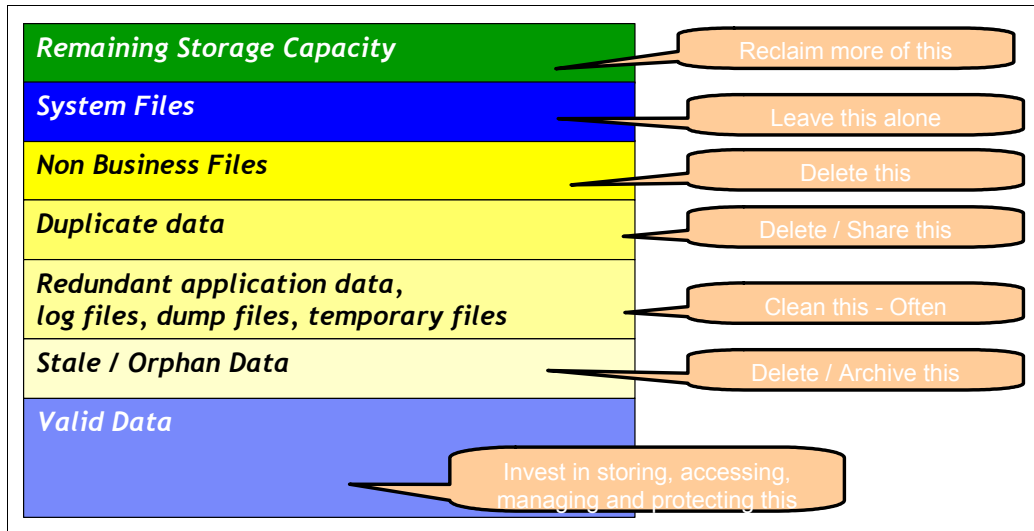 Remaining Storage Capacity
Reclaim more of this
System Files
Leave this alone
Non Business Files
Delete this
Duplicate data
Delete / Share this
Redundant application data,
log files, dump files, temporary files
Clean this - Often
Stale / Orphan Data
Delete / Archive this
Valid Data
Invest in storing, accessing,
managing and protecting this